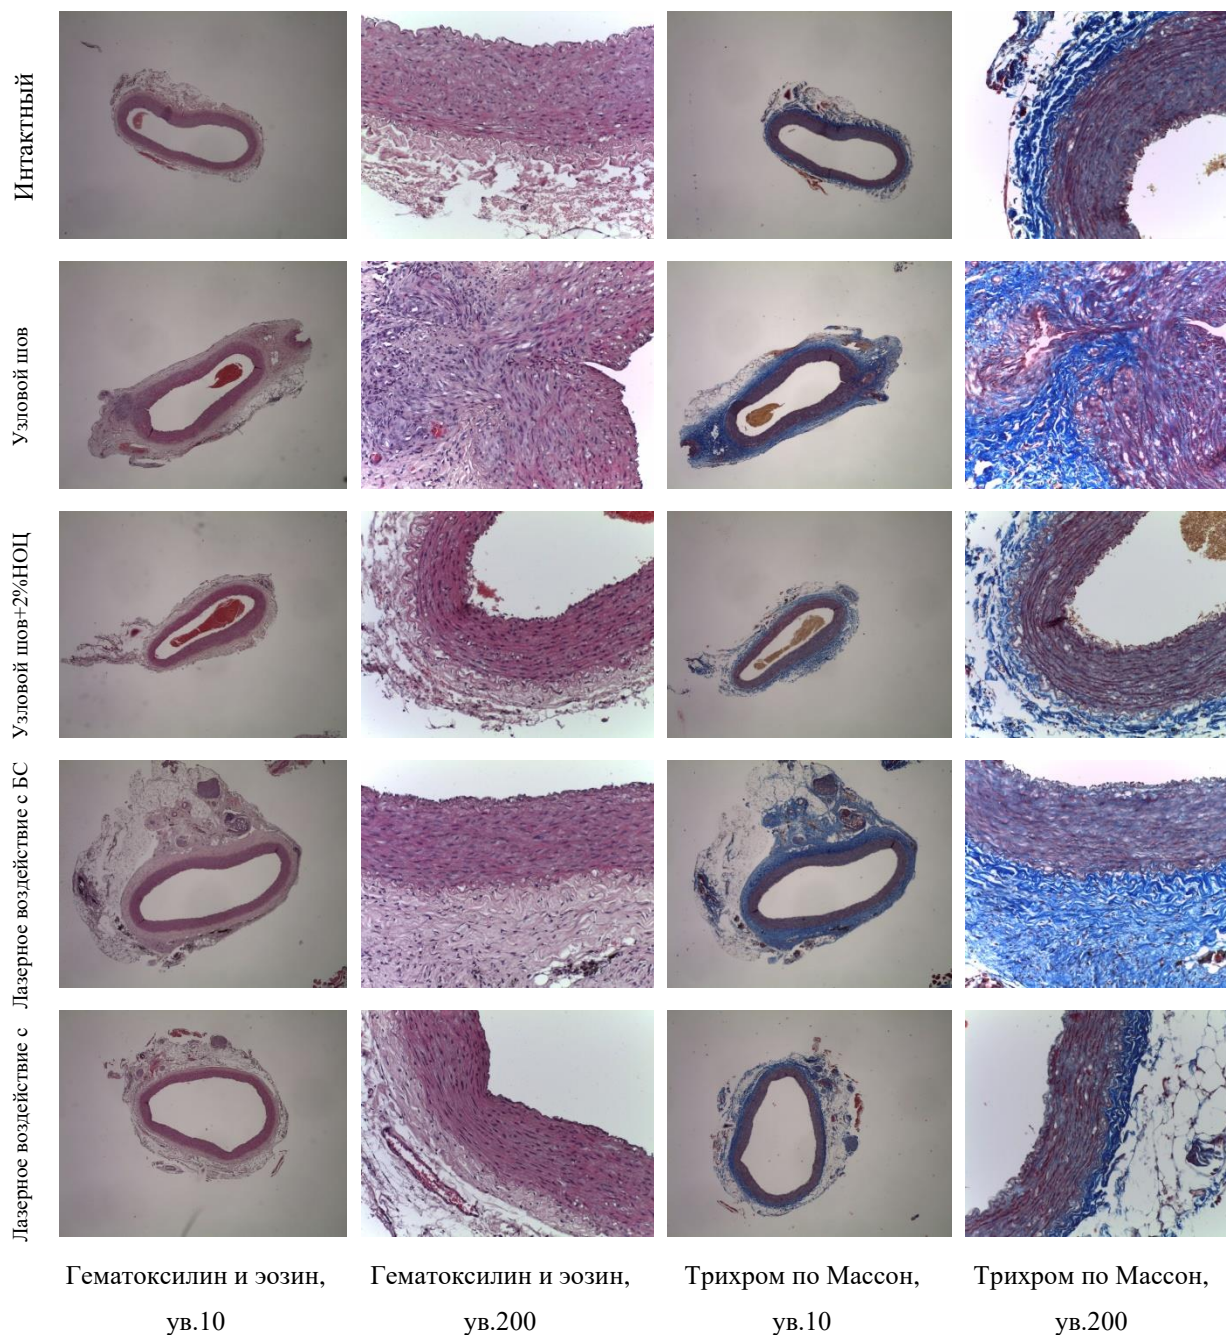 Интактный
Узловой шов
Узловой шов+2%НОЦ
Лазерное воздействие с БС
Лазерное воздействие с
Гематоксилин и эозин,
ув.10
Гематоксилин и эозин,
ув.200
Трихром по Массон,
ув.10
Трихром по Массон,
ув.200